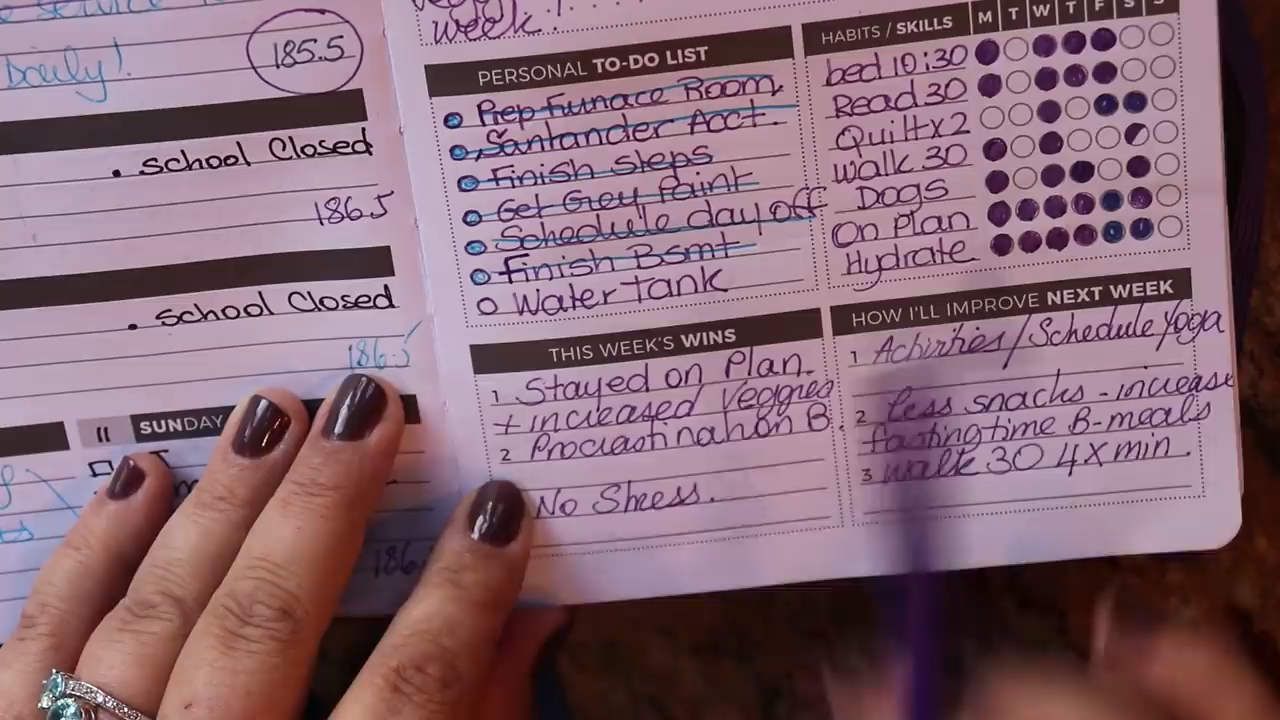 Daily!
185.5
. School Closed
186.5
. School Closed
186.5
11 SUNDAY
186.
week!
PERSONAL TO-DO LIST
Prep Furnace Room
Santander Acct.
Finish Steps
Get Grey Paint
Schedule day off
Finish Bsmt
Water tank
HABITS / SKILLS M T W T F S S
bed 10:30
Read 30
Quilt x 2
Walk 30
Dogs
On Plan
Hydrate
THIS WEEK'S WINS
1 Stayed on Plan.
+ increased veggies
2 Procrastination B.
No Stress.
HOW I'LL IMPROVE NEXT WEEK
1 Activities/Schedule Yoga
2 Less snacks - increase
fasting time B-meals
3 walk 30 4X min.